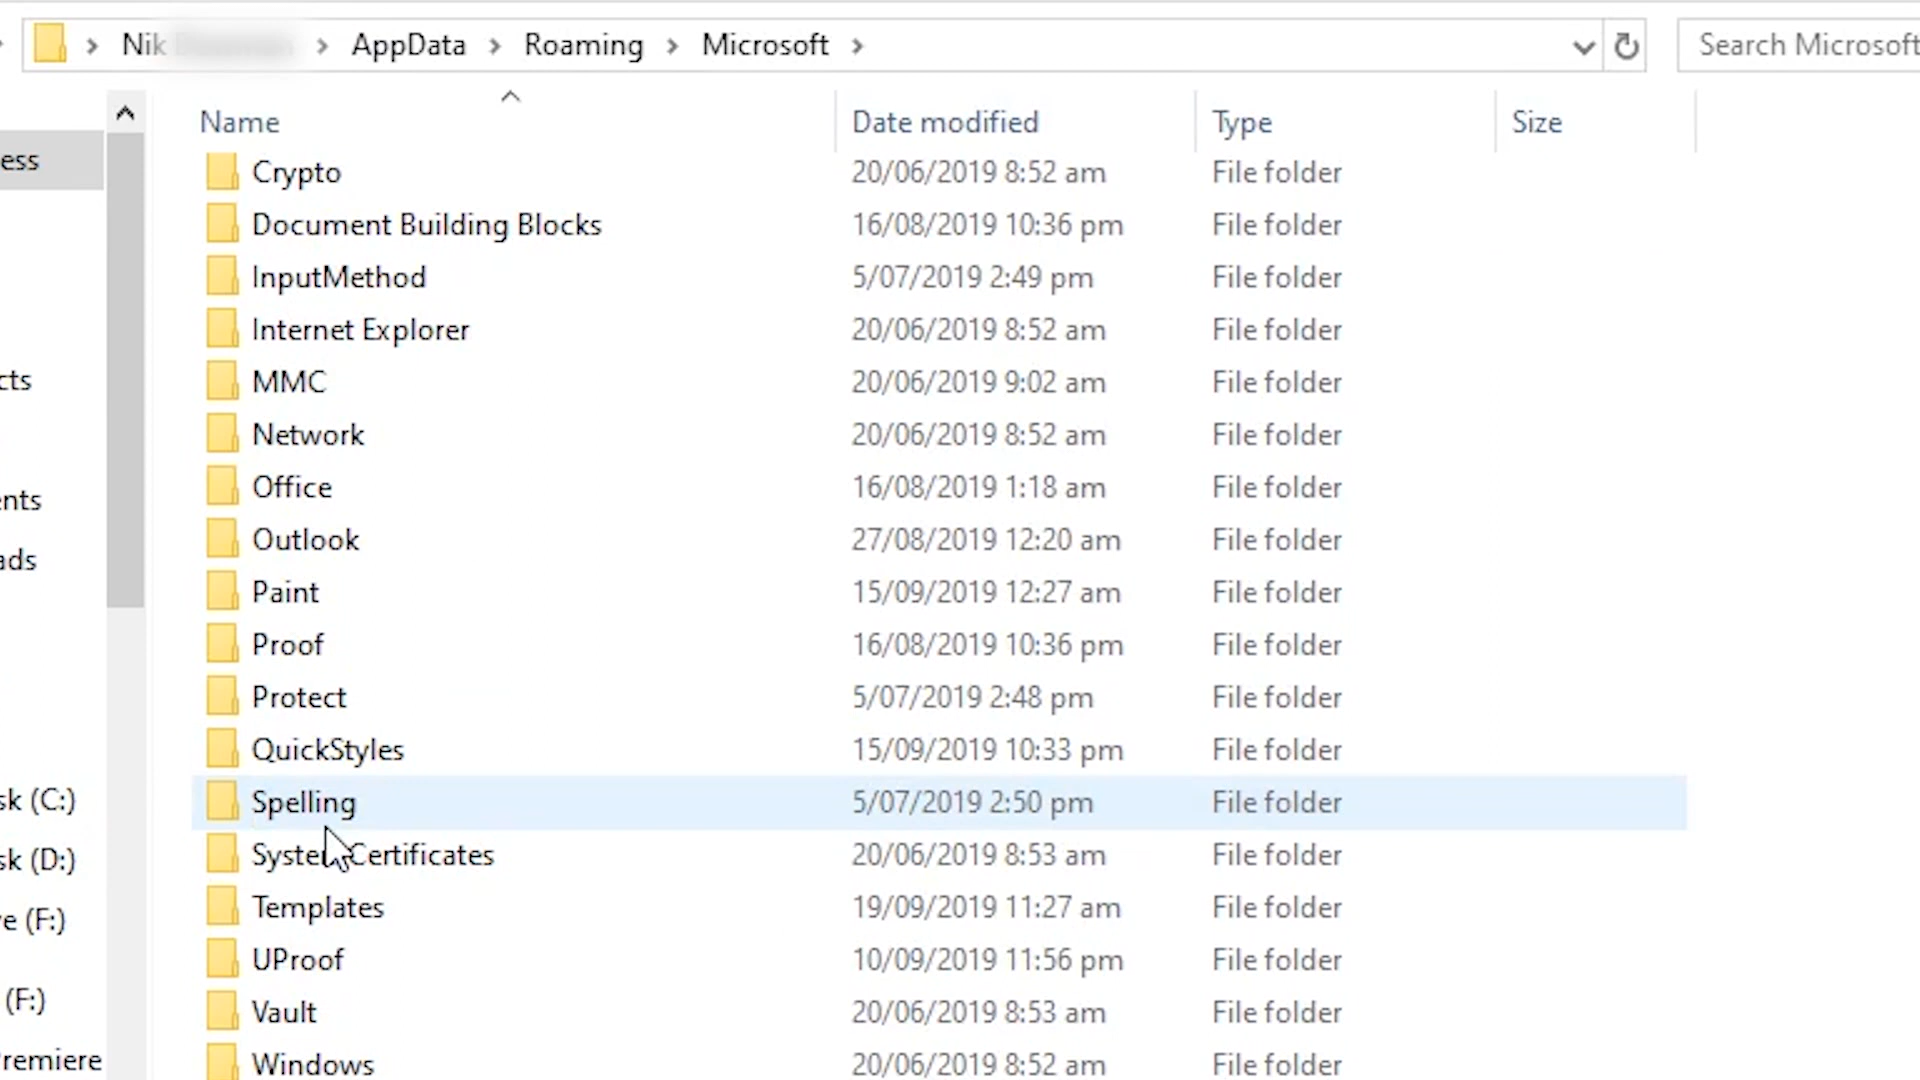 Nik > AppData > Roaming > Microsoft >
Search Microsoft
Name Date modified Type Size
Crypto 20/06/2019 8:52 am File folder
Document Building Blocks 16/08/2019 10:36 pm File folder
InputMethod 5/07/2019 2:49 pm File folder
Internet Explorer 20/06/2019 8:52 am File folder
MMC 20/06/2019 9:02 am File folder
Network 20/06/2019 8:52 am File folder
Office 16/08/2019 1:18 am File folder
Outlook 27/08/2019 12:20 am File folder
Paint 15/09/2019 12:27 am File folder
Proof 16/08/2019 10:36 pm File folder
Protect 5/07/2019 2:48 pm File folder
QuickStyles 15/09/2019 10:33 pm File folder
Spelling 5/07/2019 2:50 pm File folder
SystemCertificates 20/06/2019 8:53 am File folder
Templates 19/09/2019 11:27 am File folder
UProof 10/09/2019 11:56 pm File folder
Vault 20/06/2019 8:53 am File folder
Windows 20/06/2019 8:52 am File folder
ess
cts
ents
ads
sk (C:)
sk (D:)
ve (F:)
(F:)
Premiere